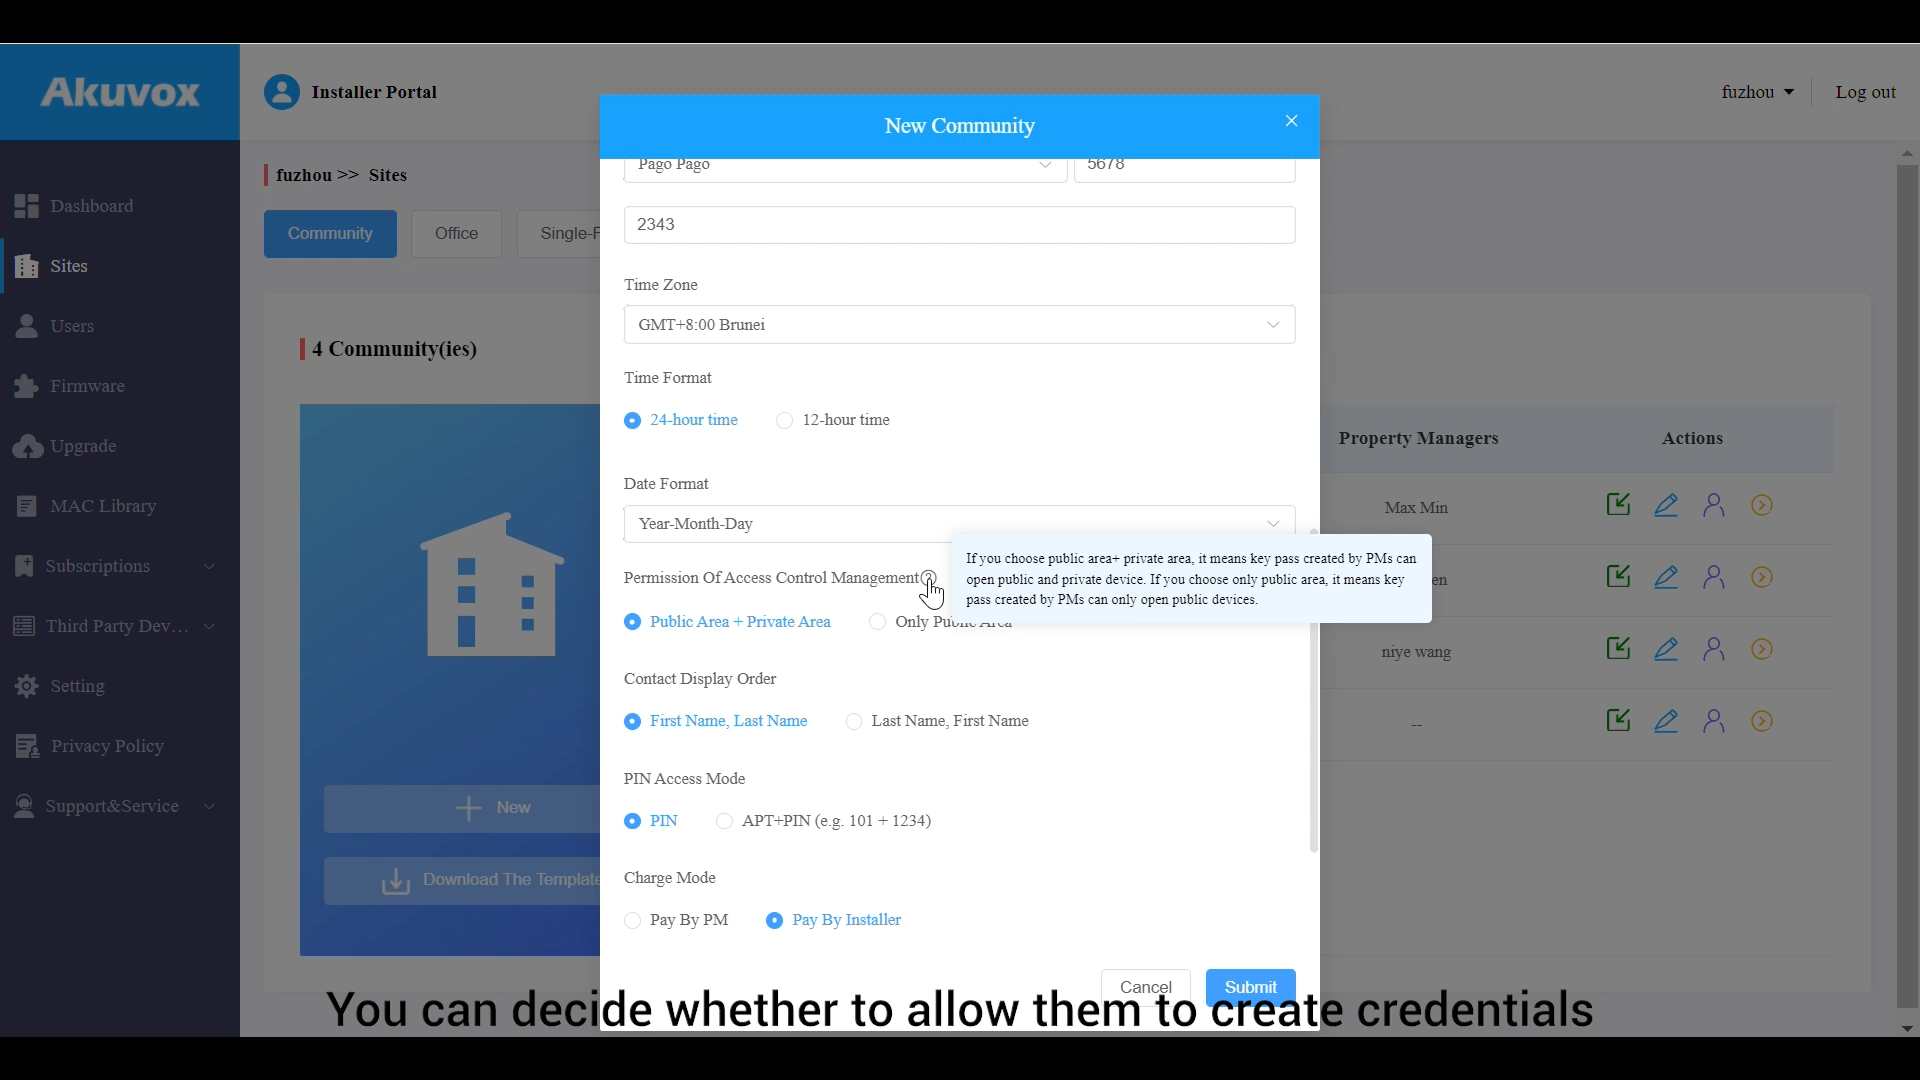 Akuvox
Installer Portal
fuzhou
Log out
New Community
fuzhou >> Sites
Community
Office
Single-F
Dashboard
Sites
Users
Firmware
Upgrade
MAC Library
Subscriptions
Third Party Dev...
Setting
Privacy Policy
Support&Service
4 Community(ies)
New
Download The Template
Pago Pago
5678
2343
Time Zone
GMT+8:00 Brunei
Time Format
24-hour time
12-hour time
Date Format
Year-Month-Day
Permission Of Access Control Management
If you choose public area+ private area, it means key pass created by PMs can
open public and private device. If you choose only public area, it means key
pass created by PMs can only open public devices.
Public Area + Private Area
Only Public Area
Contact Display Order
First Name, Last Name
Last Name, First Name
PIN Access Mode
PIN
APT+PIN (e.g. 101 + 1234)
Charge Mode
Pay By PM
Pay By Installer
Cancel
Submit
Property Managers
Actions
Max Min
en
niye wang
--
You can decide whether to allow them to create credentials